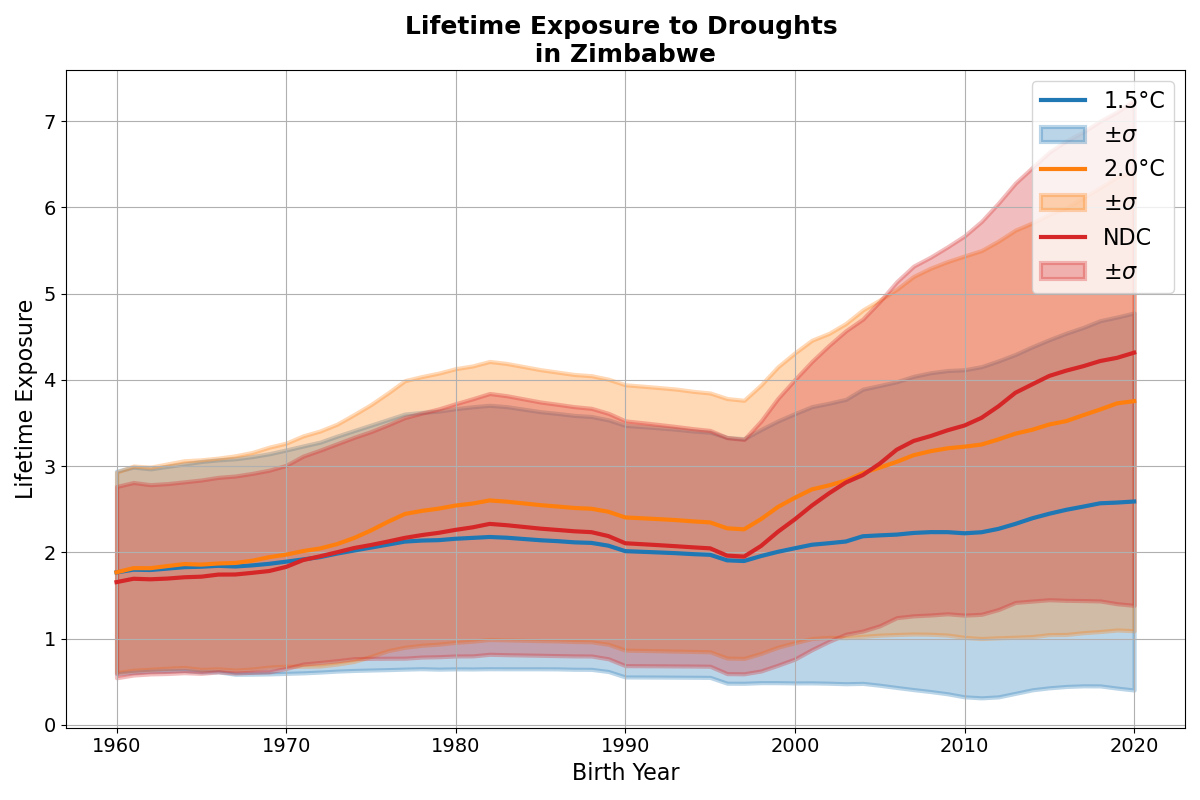 Lifetime Exposure to Droughts
in Zimbabwe
1.5°C
±σ
2.0°C
±σ
NDC
±σ
Lifetime Exposure
7
6
5
4
3
2
1
0
1960
1970
1980
1990
2000
2010
2020
Birth Year